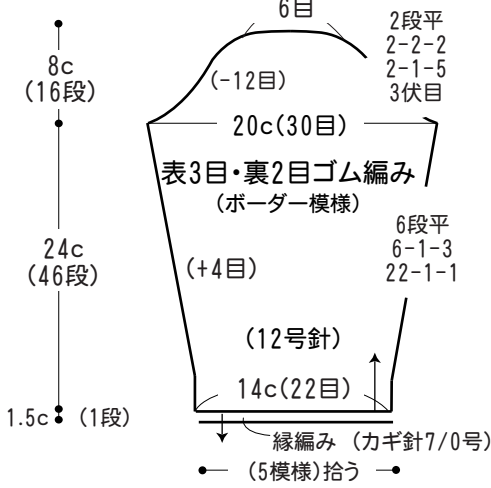 6目
2段平
2-2-2
2-1-5
3伏目
8c
(16段)
(-12目)
20c(30目)
表3目・裏2目ゴム編み
(ボーダー模様)
6段平
6-1-3
22-1-1
24c
(46段)
(+4目)
(12号針)
14c(22目)
1.5c (1段)
縁編み (カギ針7/0号)
(5模様)拾う